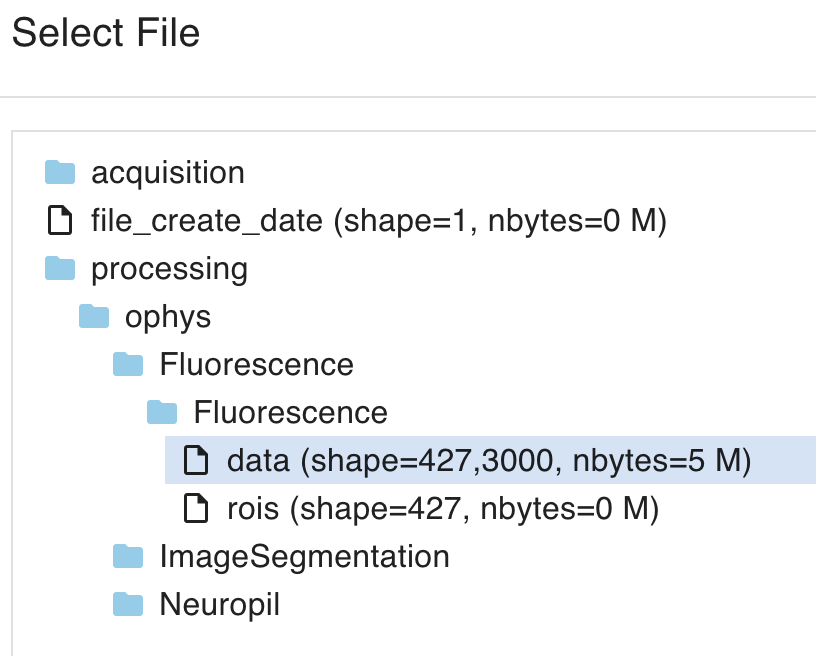 Select File
acquisition
file_create_date (shape=1, nbytes=0 M)
processing
ophys
Fluorescence
Fluorescence
data (shape=427,3000, nbytes=5 M)
rois (shape=427, nbytes=0 M)
ImageSegmentation
Neuropil